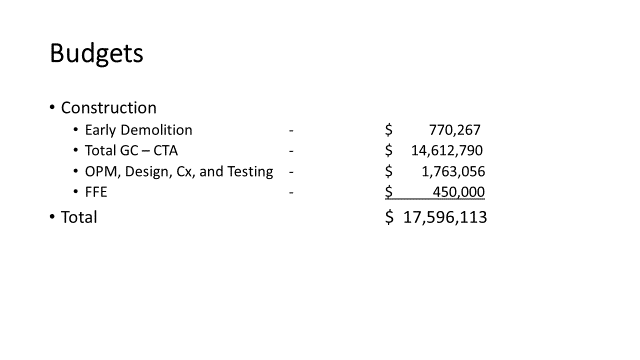 Budgets
• Construction
• Early Demolition - $ 770,267
• Total GC – CTA - $ 14,612,790
• OPM, Design, Cx, and Testing - $ 1,763,056
• FFE - $ 450,000
• Total $ 17,596,113